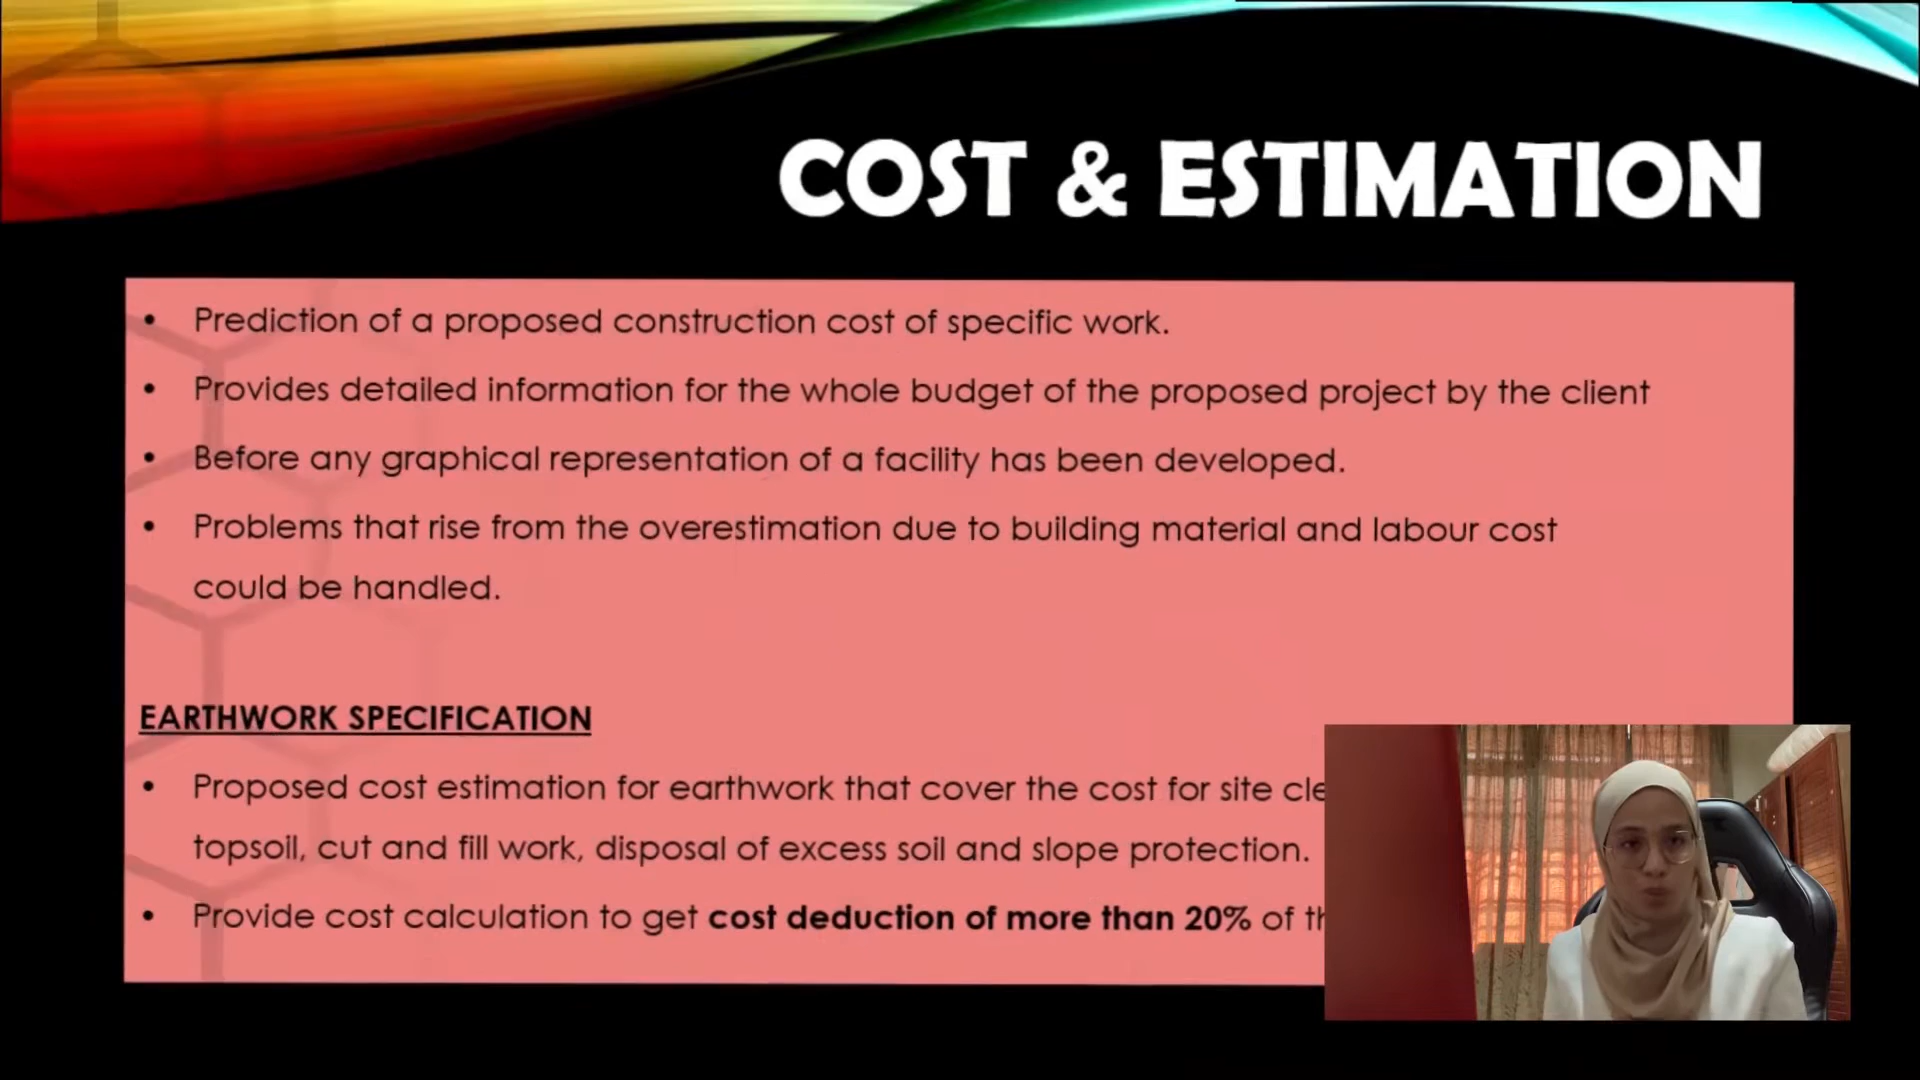 COST & ESTIMATION
• Prediction of a proposed construction cost of specific work.
• Provides detailed information for the whole budget of the proposed project by the client
• Before any graphical representation of a facility has been developed.
• Problems that rise from the overestimation due to building material and labour cost
could be handled.
EARTHWORK SPECIFICATION
• Proposed cost estimation for earthwork that cover the cost for site
topsoil, cut and fill work, disposal of excess soil and slope protection.
• Provide cost calculation to get cost deduction of more than 20% of